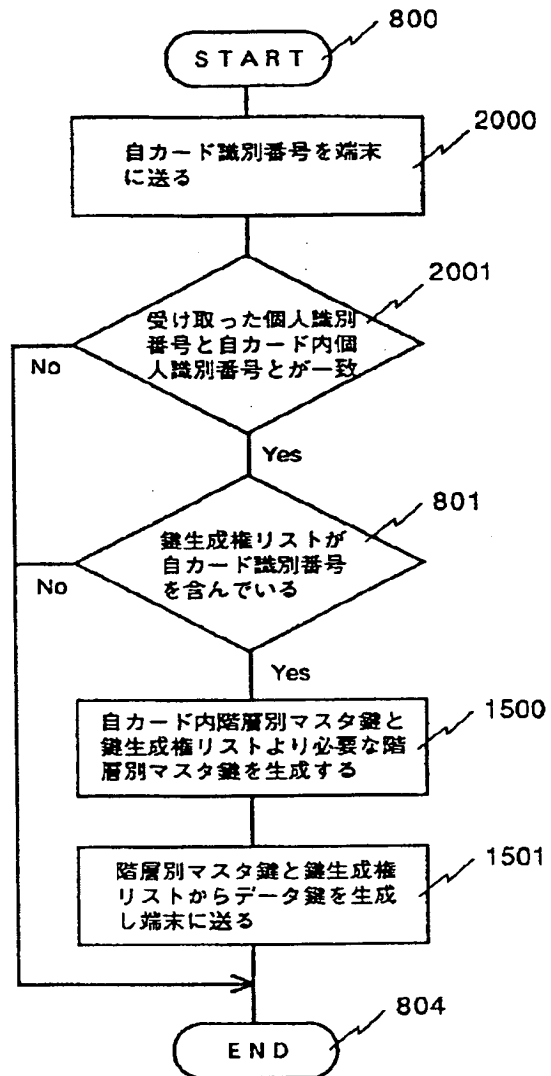 800
START
2000
自カード識別番号を端末
に送る
2001
受け取った個人識別
番号と自カード内個
人識別番号とが一致
No
Yes
801
鍵生成権リストが
自カード識別番号
を含んでいる
No
Yes
1500
自カード内階層別マスタ鍵と
鍵生成権リストより必要な階
層別マスタ鍵を生成する
1501
階層別マスタ鍵と鍵生成権
リストからデータ鍵を生成
し端末に送る
804
END